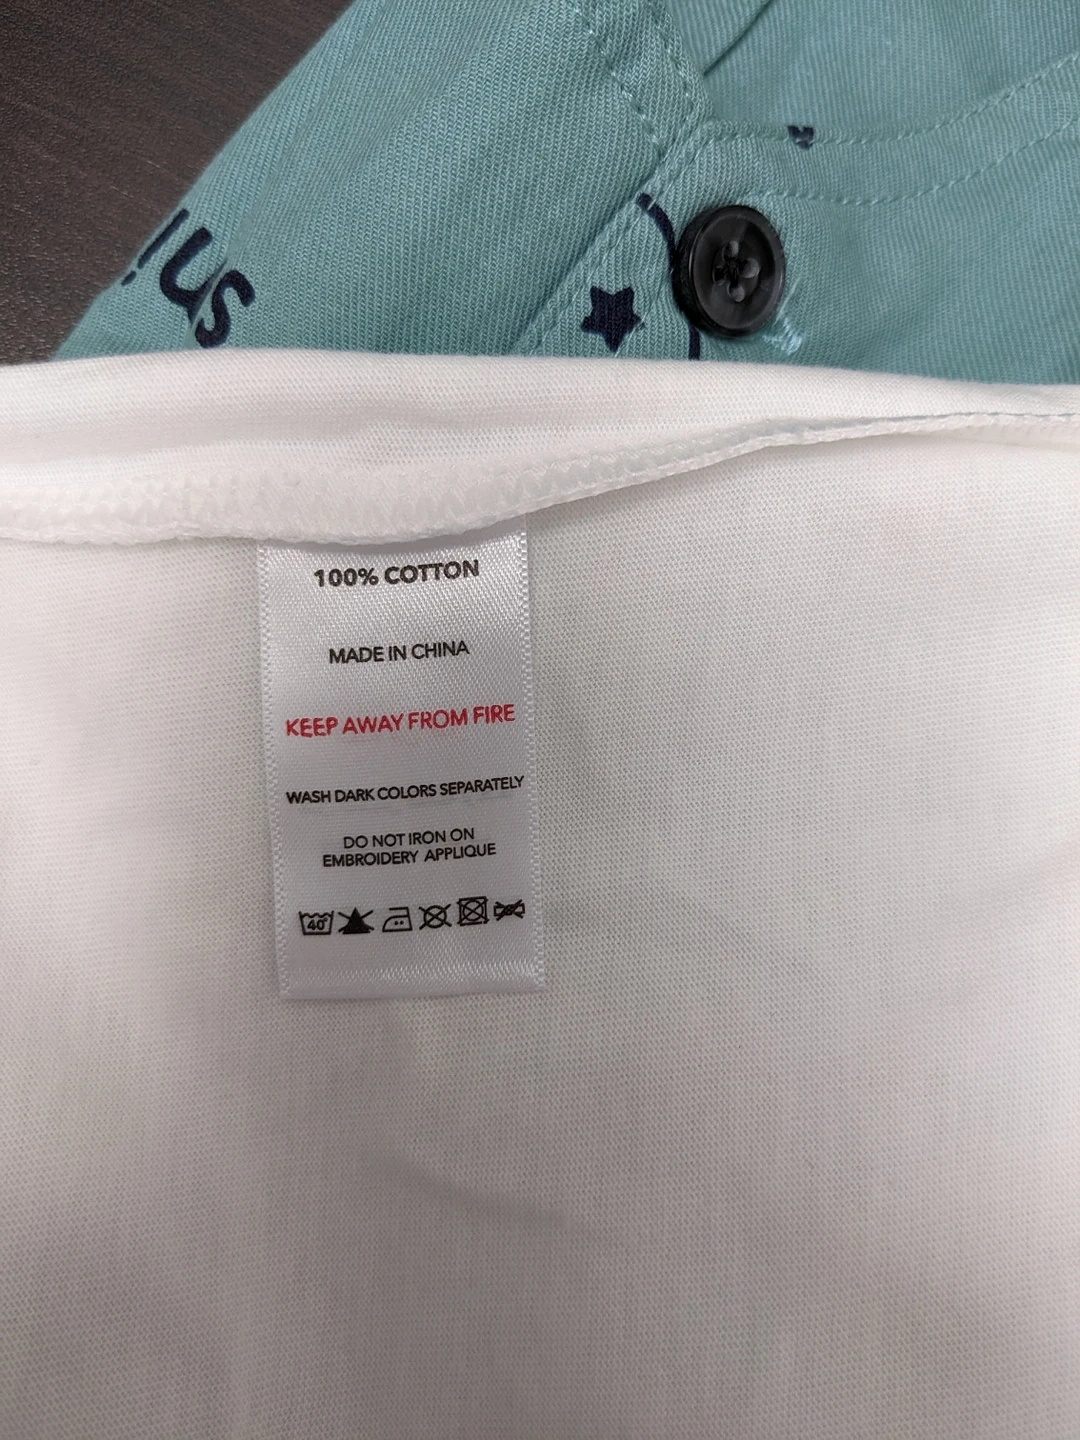 100% COTTON
MADE IN CHINA
KEEP AWAY FROM FIRE
WASH DARK COLORS SEPARATELY
DO NOT IRON ON
EMBROIDERY APPLIQUE
40°